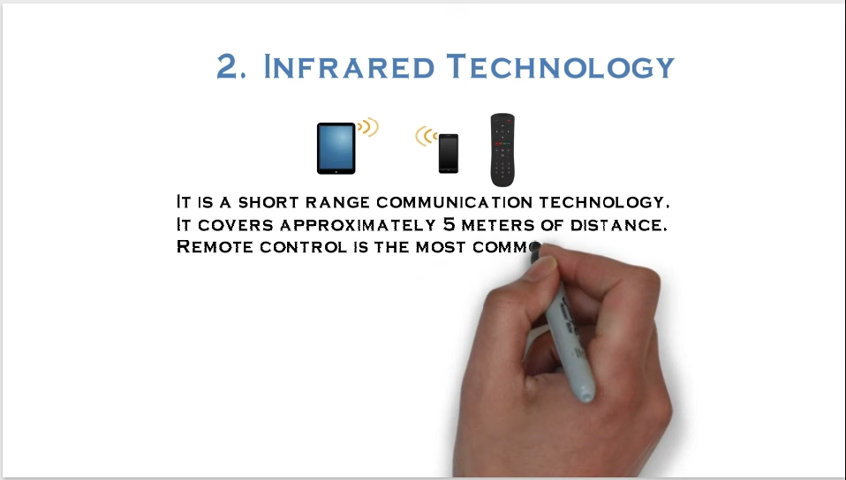 2. Infrared Technology
It is a short range communication technology.
It covers approximately 5 meters of distance.
Remote control is the most